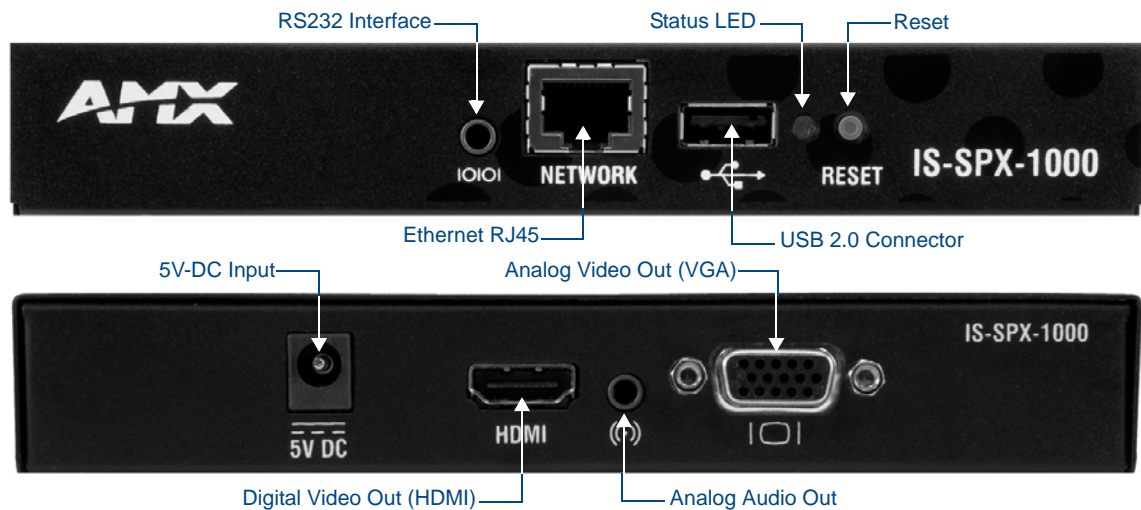 RS232 Interface
Status LED
Reset
AMX
IOIOI
NETWORK
RESET
IS-SPX-1000
Ethernet RJ45
USB 2.0 Connector
5V-DC Input
Analog Video Out (VGA)
IS-SPX-1000
5V DC
HDMI
Digital Video Out (HDMI)
Analog Audio Out